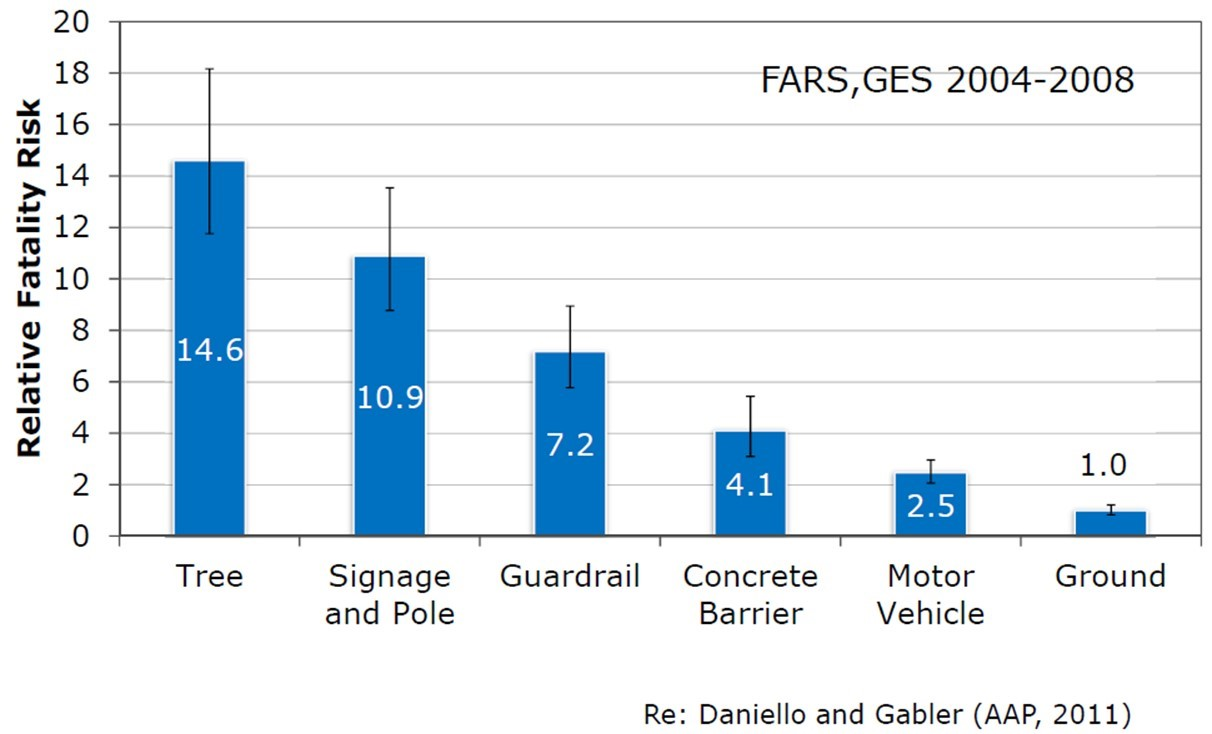 20
18
FARS,GES 2004-2008
16
14
12
10
8
6
4
2
0
Relative Fatality Risk
14.6
10.9
7.2
4.1
2.5
1.0
Tree
Signage
and Pole
Guardrail
Concrete
Barrier
Motor
Vehicle
Ground
Re: Daniello and Gabler (AAP, 2011)